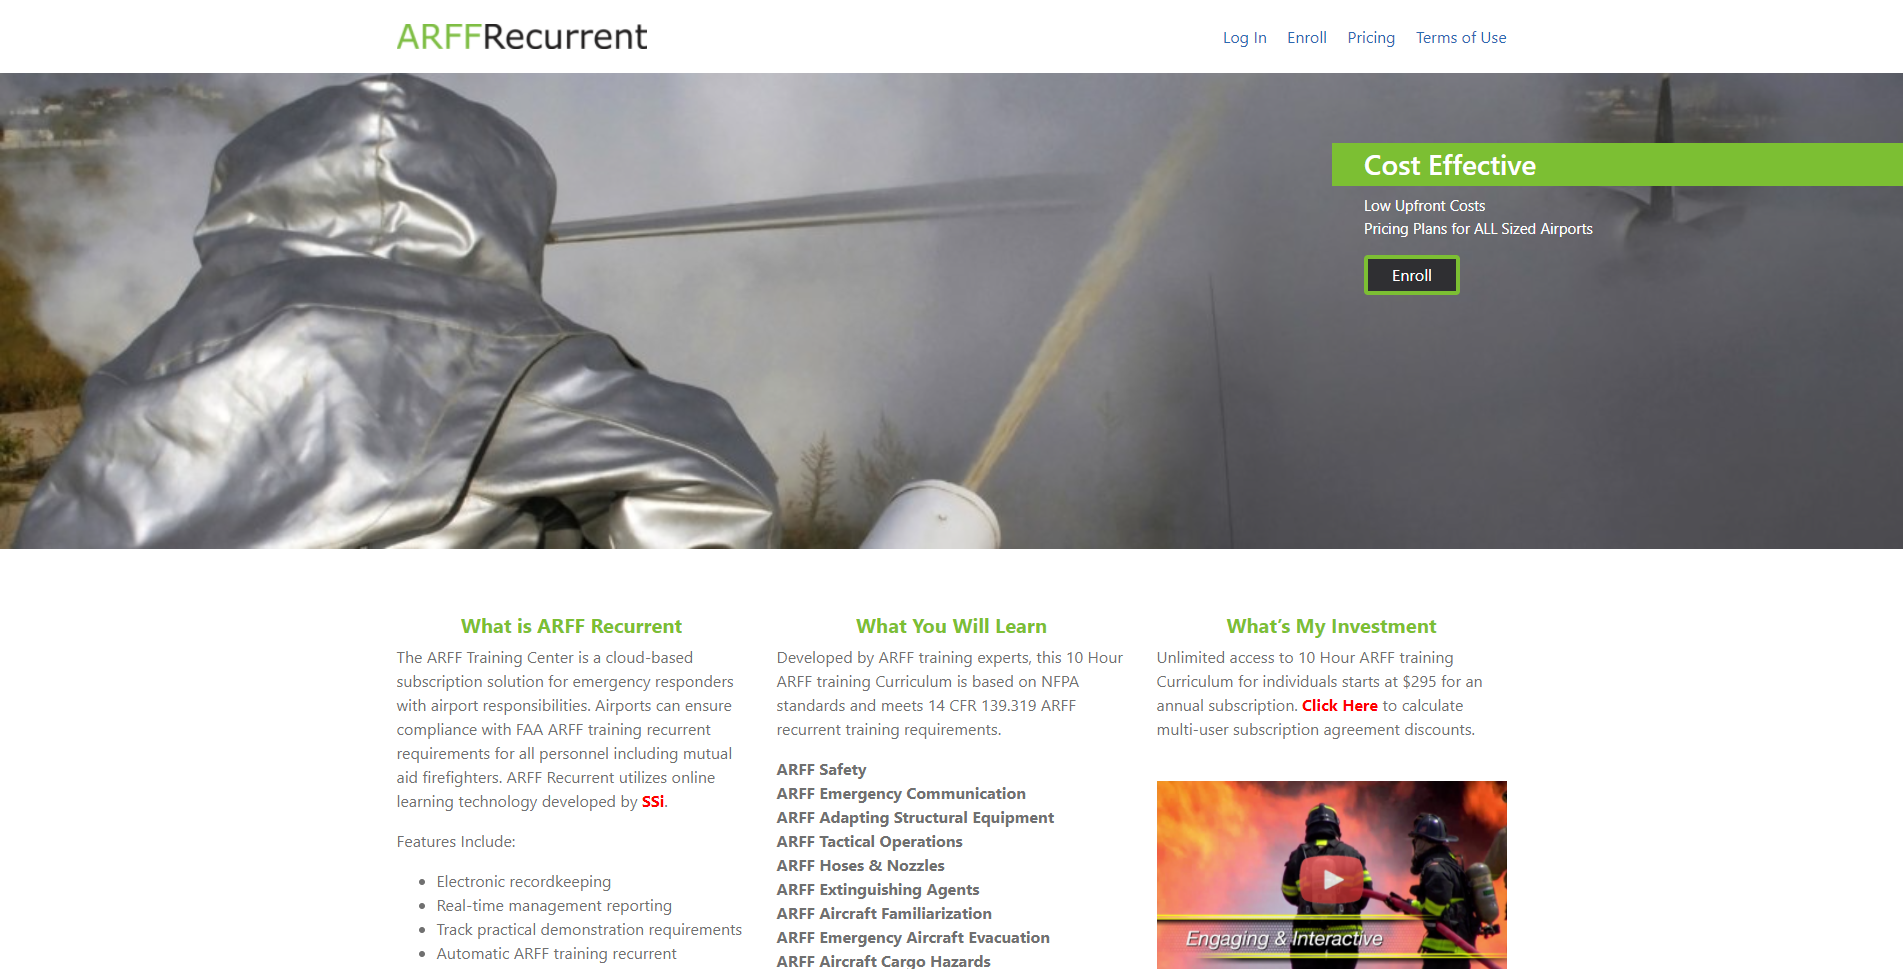 ARFFRecurrent
Log In
Enroll
Pricing
Terms of Use
Cost Effective
Low Upfront Costs
Pricing Plans for ALL Sized Airports
Enroll
What is ARFF Recurrent
The ARFF Training Center is a cloud-based
subscription solution for emergency responders
with airport responsibilities. Airports can ensure
compliance with FAA ARFF training recurrent
requirements for all personnel including mutual
aid firefighters. ARFF Recurrent utilizes online
learning technology developed by SSi.
Features Include:
• Electronic recordkeeping
• Real-time management reporting
• Track practical demonstration requirements
• Automatic ARFF training recurrent
What You Will Learn
Developed by ARFF training experts, this 10 Hour
ARFF training Curriculum is based on NFPA
standards and meets 14 CFR 139.319 ARFF
recurrent training requirements.
ARFF Safety
ARFF Emergency Communication
ARFF Adapting Structural Equipment
ARFF Tactical Operations
ARFF Hoses & Nozzles
ARFF Extinguishing Agents
ARFF Aircraft Familiarization
ARFF Emergency Aircraft Evacuation
ARFF Aircraft Cargo Hazards
What's My Investment
Unlimited access to 10 Hour ARFF training
Curriculum for individuals starts at $295 for an
annual subscription. Click Here to calculate
multi-user subscription agreement discounts.
Engaging & Interactive